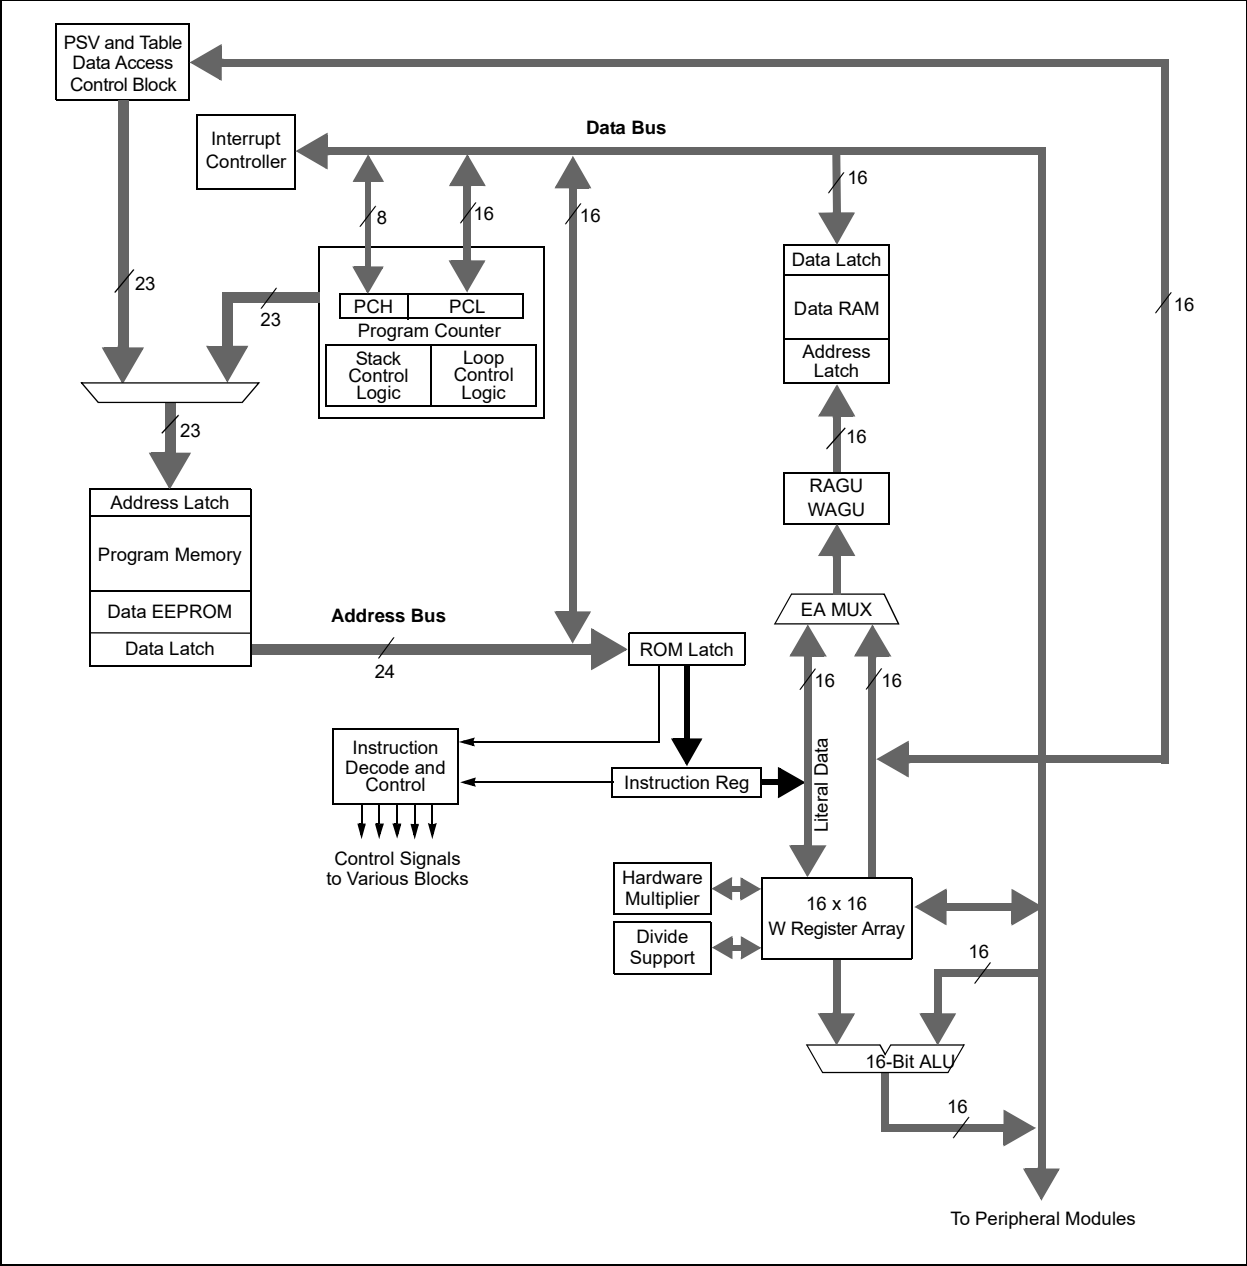 PSV and Table
Data Access
Control Block
Interrupt
Controller
Data Bus
16
8
16
16
23
23
16
PCH
PCL
Program Counter
Stack
Control
Logic
Loop
Control
Logic
Data Latch
Data RAM
Address
Latch
23
16
RAGU
WAGU
Address Latch
Program Memory
Data EEPROM
Data Latch
Address Bus
24
EA MUX
ROM Latch
16
16
Instruction
Decode and
Control
Instruction Reg
Literal Data
Control Signals
to Various Blocks
Hardware
Multiplier
Divide
Support
16 x 16
W Register Array
16
16-Bit ALU
16
To Peripheral Modules